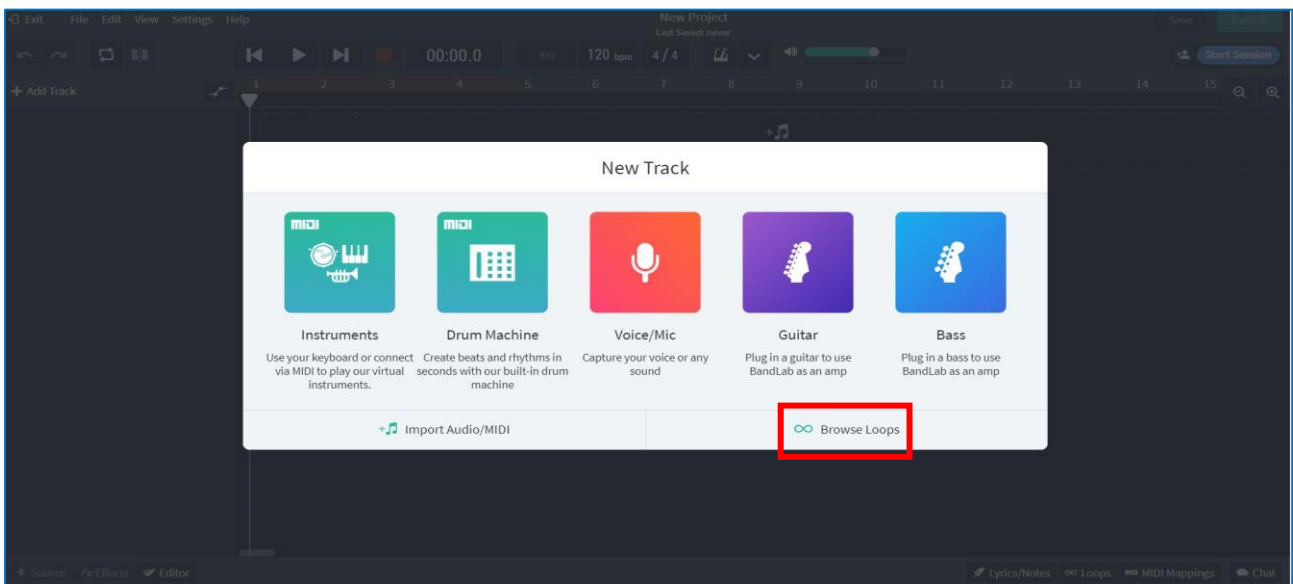 Exit File Edit View Settings Help
New Project
Last Saved: never
Save Publish
00:00.0 Key 120 bpm 4/4
Start Session
+ Add Track
1 2 3 4 5 6 7 8 9 10 11 12 13 14 15
New Track
MIDI MIDI
Instruments Drum Machine Voice/Mic Guitar Bass
Use your keyboard or connect
via MIDI to play our virtual
instruments.
Create beats and rhythms in
seconds with our built-in drum
machine
Capture your voice or any
sound
Plug in a guitar to use
BandLab as an amp
Plug in a bass to use
BandLab as an amp
Import Audio/MIDI Browse Loops
Source Fx Effects Editor Lyrics/Notes Loops MIDI Mappings Chat